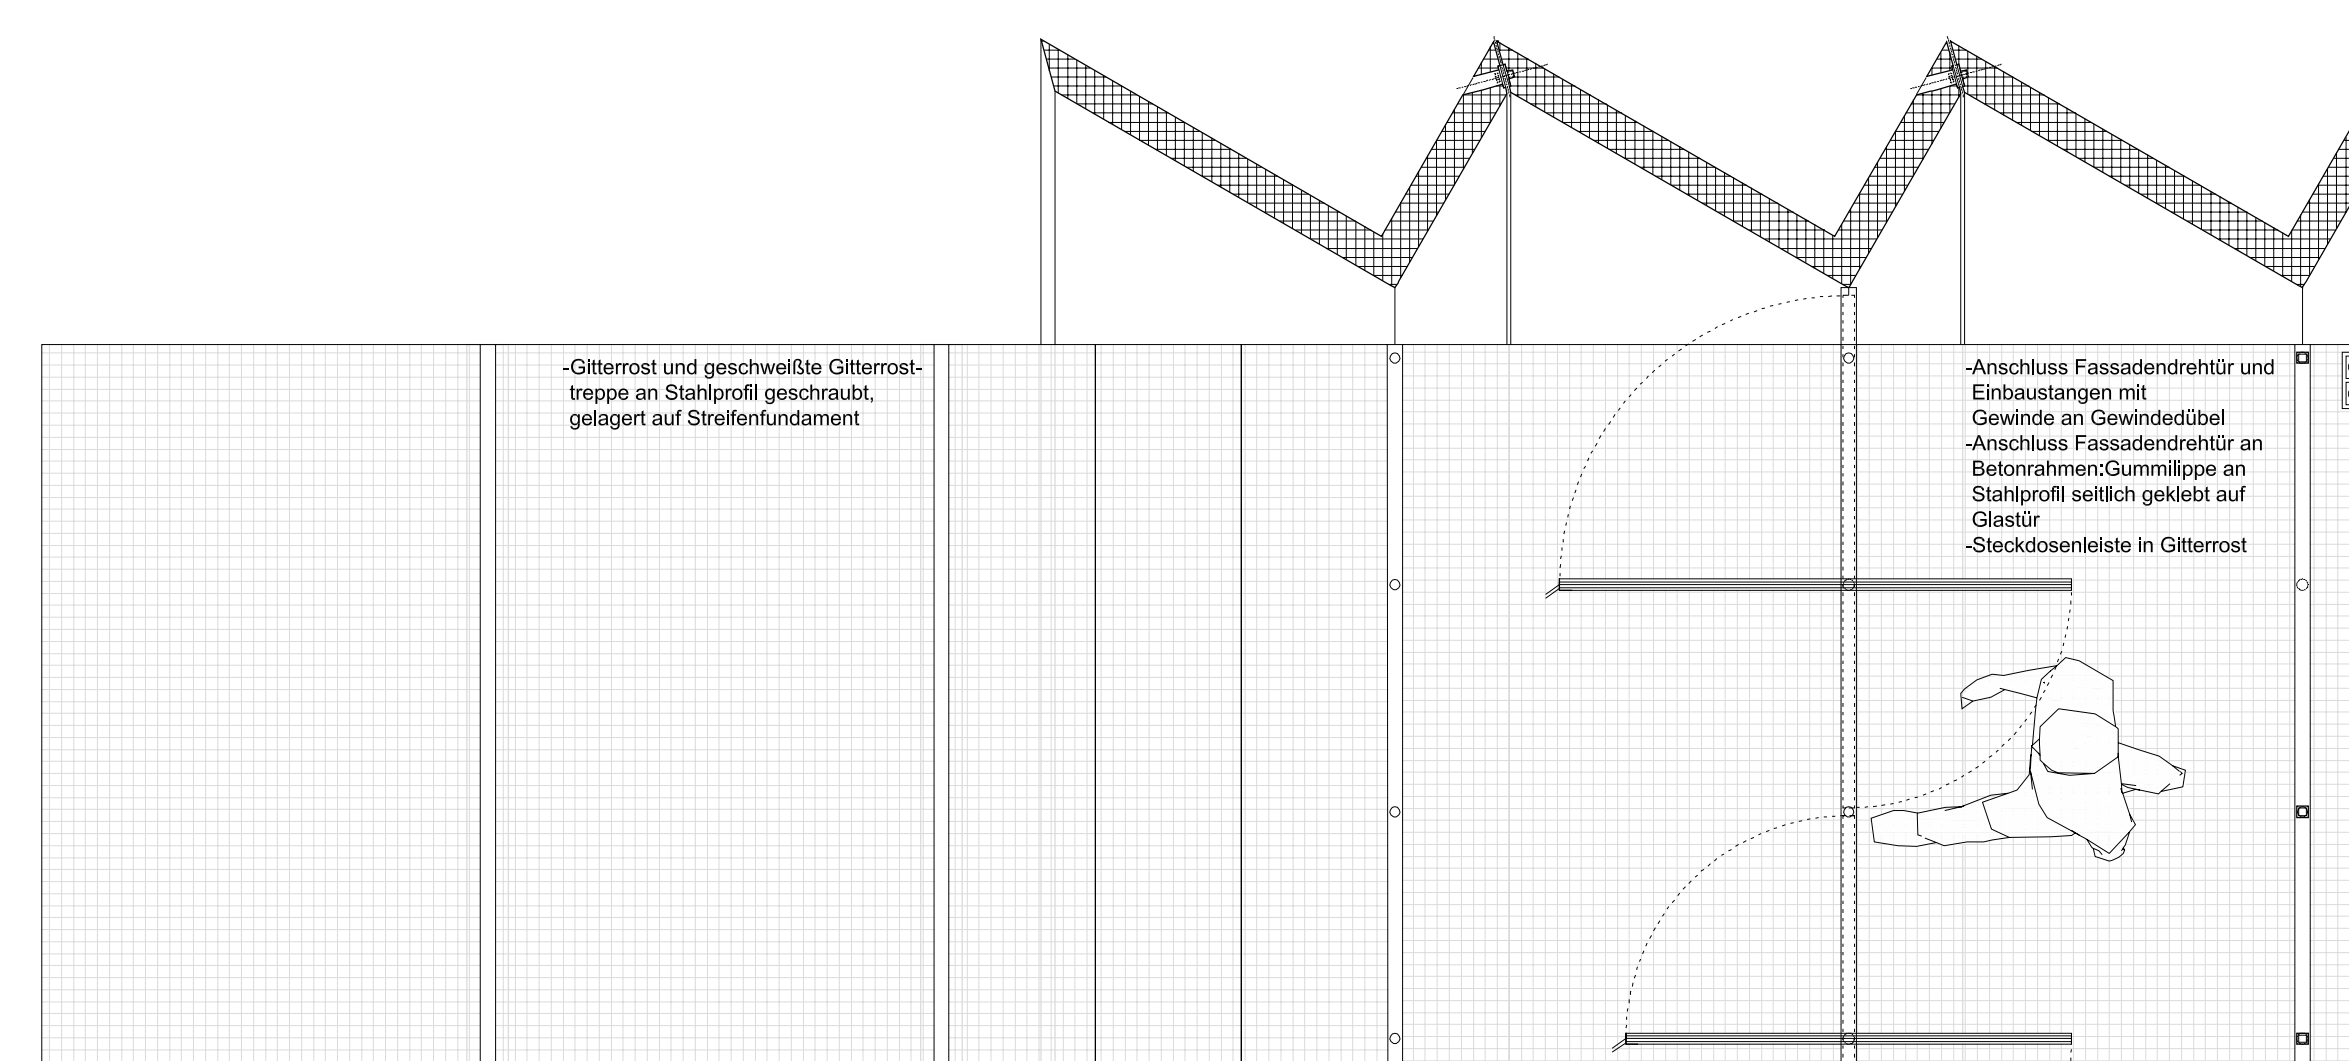 -Gitterrost und geschweißte Gitterrost-
treppe an Stahlprofil geschraubt,
gelagert auf Streifenfundament
-Anschluss Fassadendrehtür und
Einbaustangen mit
Gewinde an Gewindedübel
-Anschluss Fassadendrehtür an
Betonrahmen:Gummilippe an
Stahlprofil seitlich geklebt auf
Glastür
-Steckdosenleiste in Gitterrost